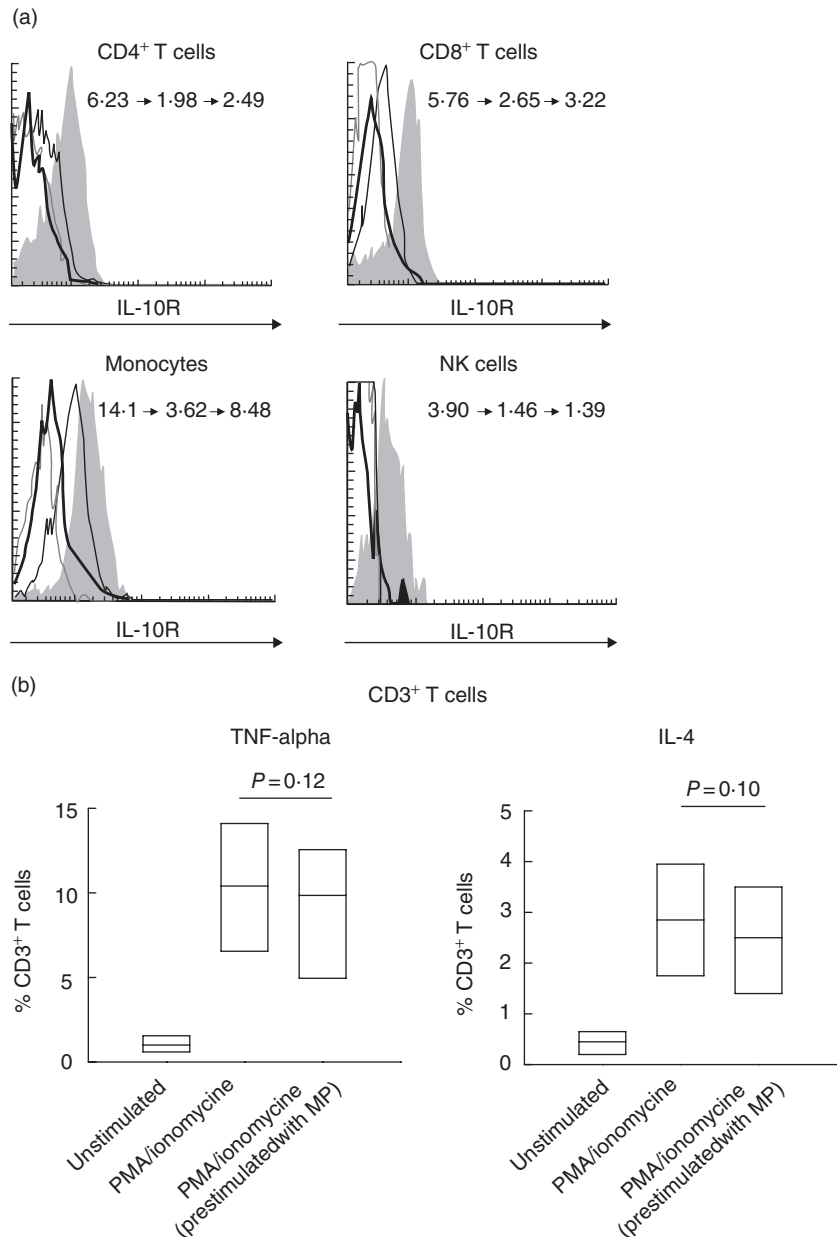 (a)
CD4+ T cells
6·23 → 1·98 → 2·49
IL-10R
CD8+ T cells
5·76 → 2·65 → 3·22
IL-10R
Monocytes
14·1 → 3·62 → 8·48
IL-10R
NK cells
3·90 → 1·46 → 1·39
IL-10R
(b)
CD3+ T cells
TNF-alpha
P = 0·12
15
10
5
0
% CD3+ T cells
Unstimulated
PMA/ionomycine
PMA/ionomycine
(prestimulatedwith MP)
IL-4
P = 0·10
5
4
3
2
1
0
% CD3+ T cells
Unstimulated
PMA/ionomycine
PMA/ionomycine
(prestimulatedwith MP)